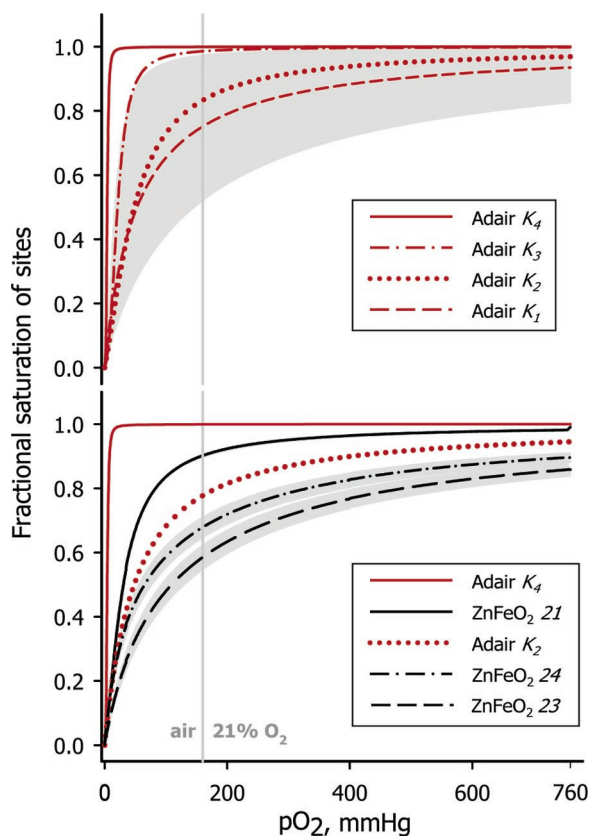 Fractional saturation of sites
1.0
0.8
0.6
0.4
0.2
0.0
Adair K4
Adair K3
Adair K2
Adair K1
1.0
0.8
0.6
0.4
0.2
0.0
Adair K4
ZnFeO2 21
Adair K2
ZnFeO2 24
ZnFeO2 23
air 21% O2
0 200 400 600 760
pO2, mmHg